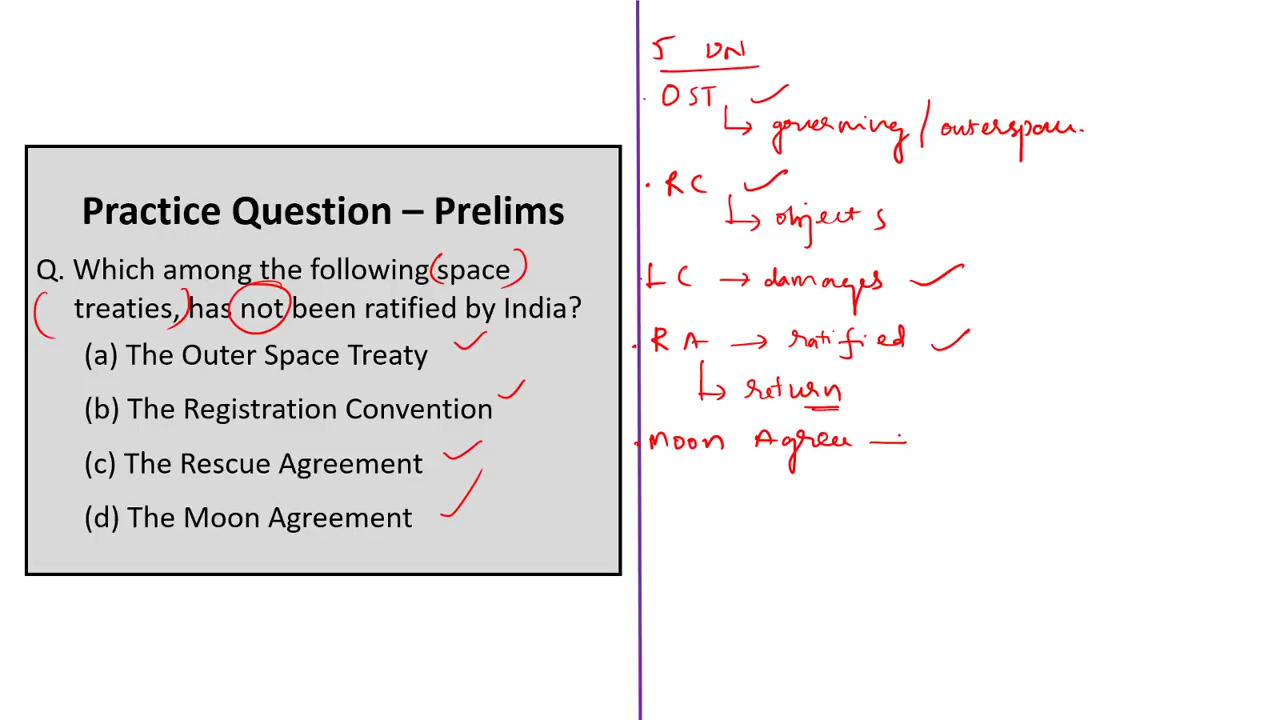 Practice Question – Prelims
Q. Which among the following space
treaties, has not been ratified by India?
(a) The Outer Space Treaty
(b) The Registration Convention
(c) The Rescue Agreement
(d) The Moon Agreement
5 UN
OST ✓
↳ governing / outerspace.
• RC ✓
↳ objects
• LC → damages ✓
• RA → ratified ✓
↳ return
• Moon Agree —